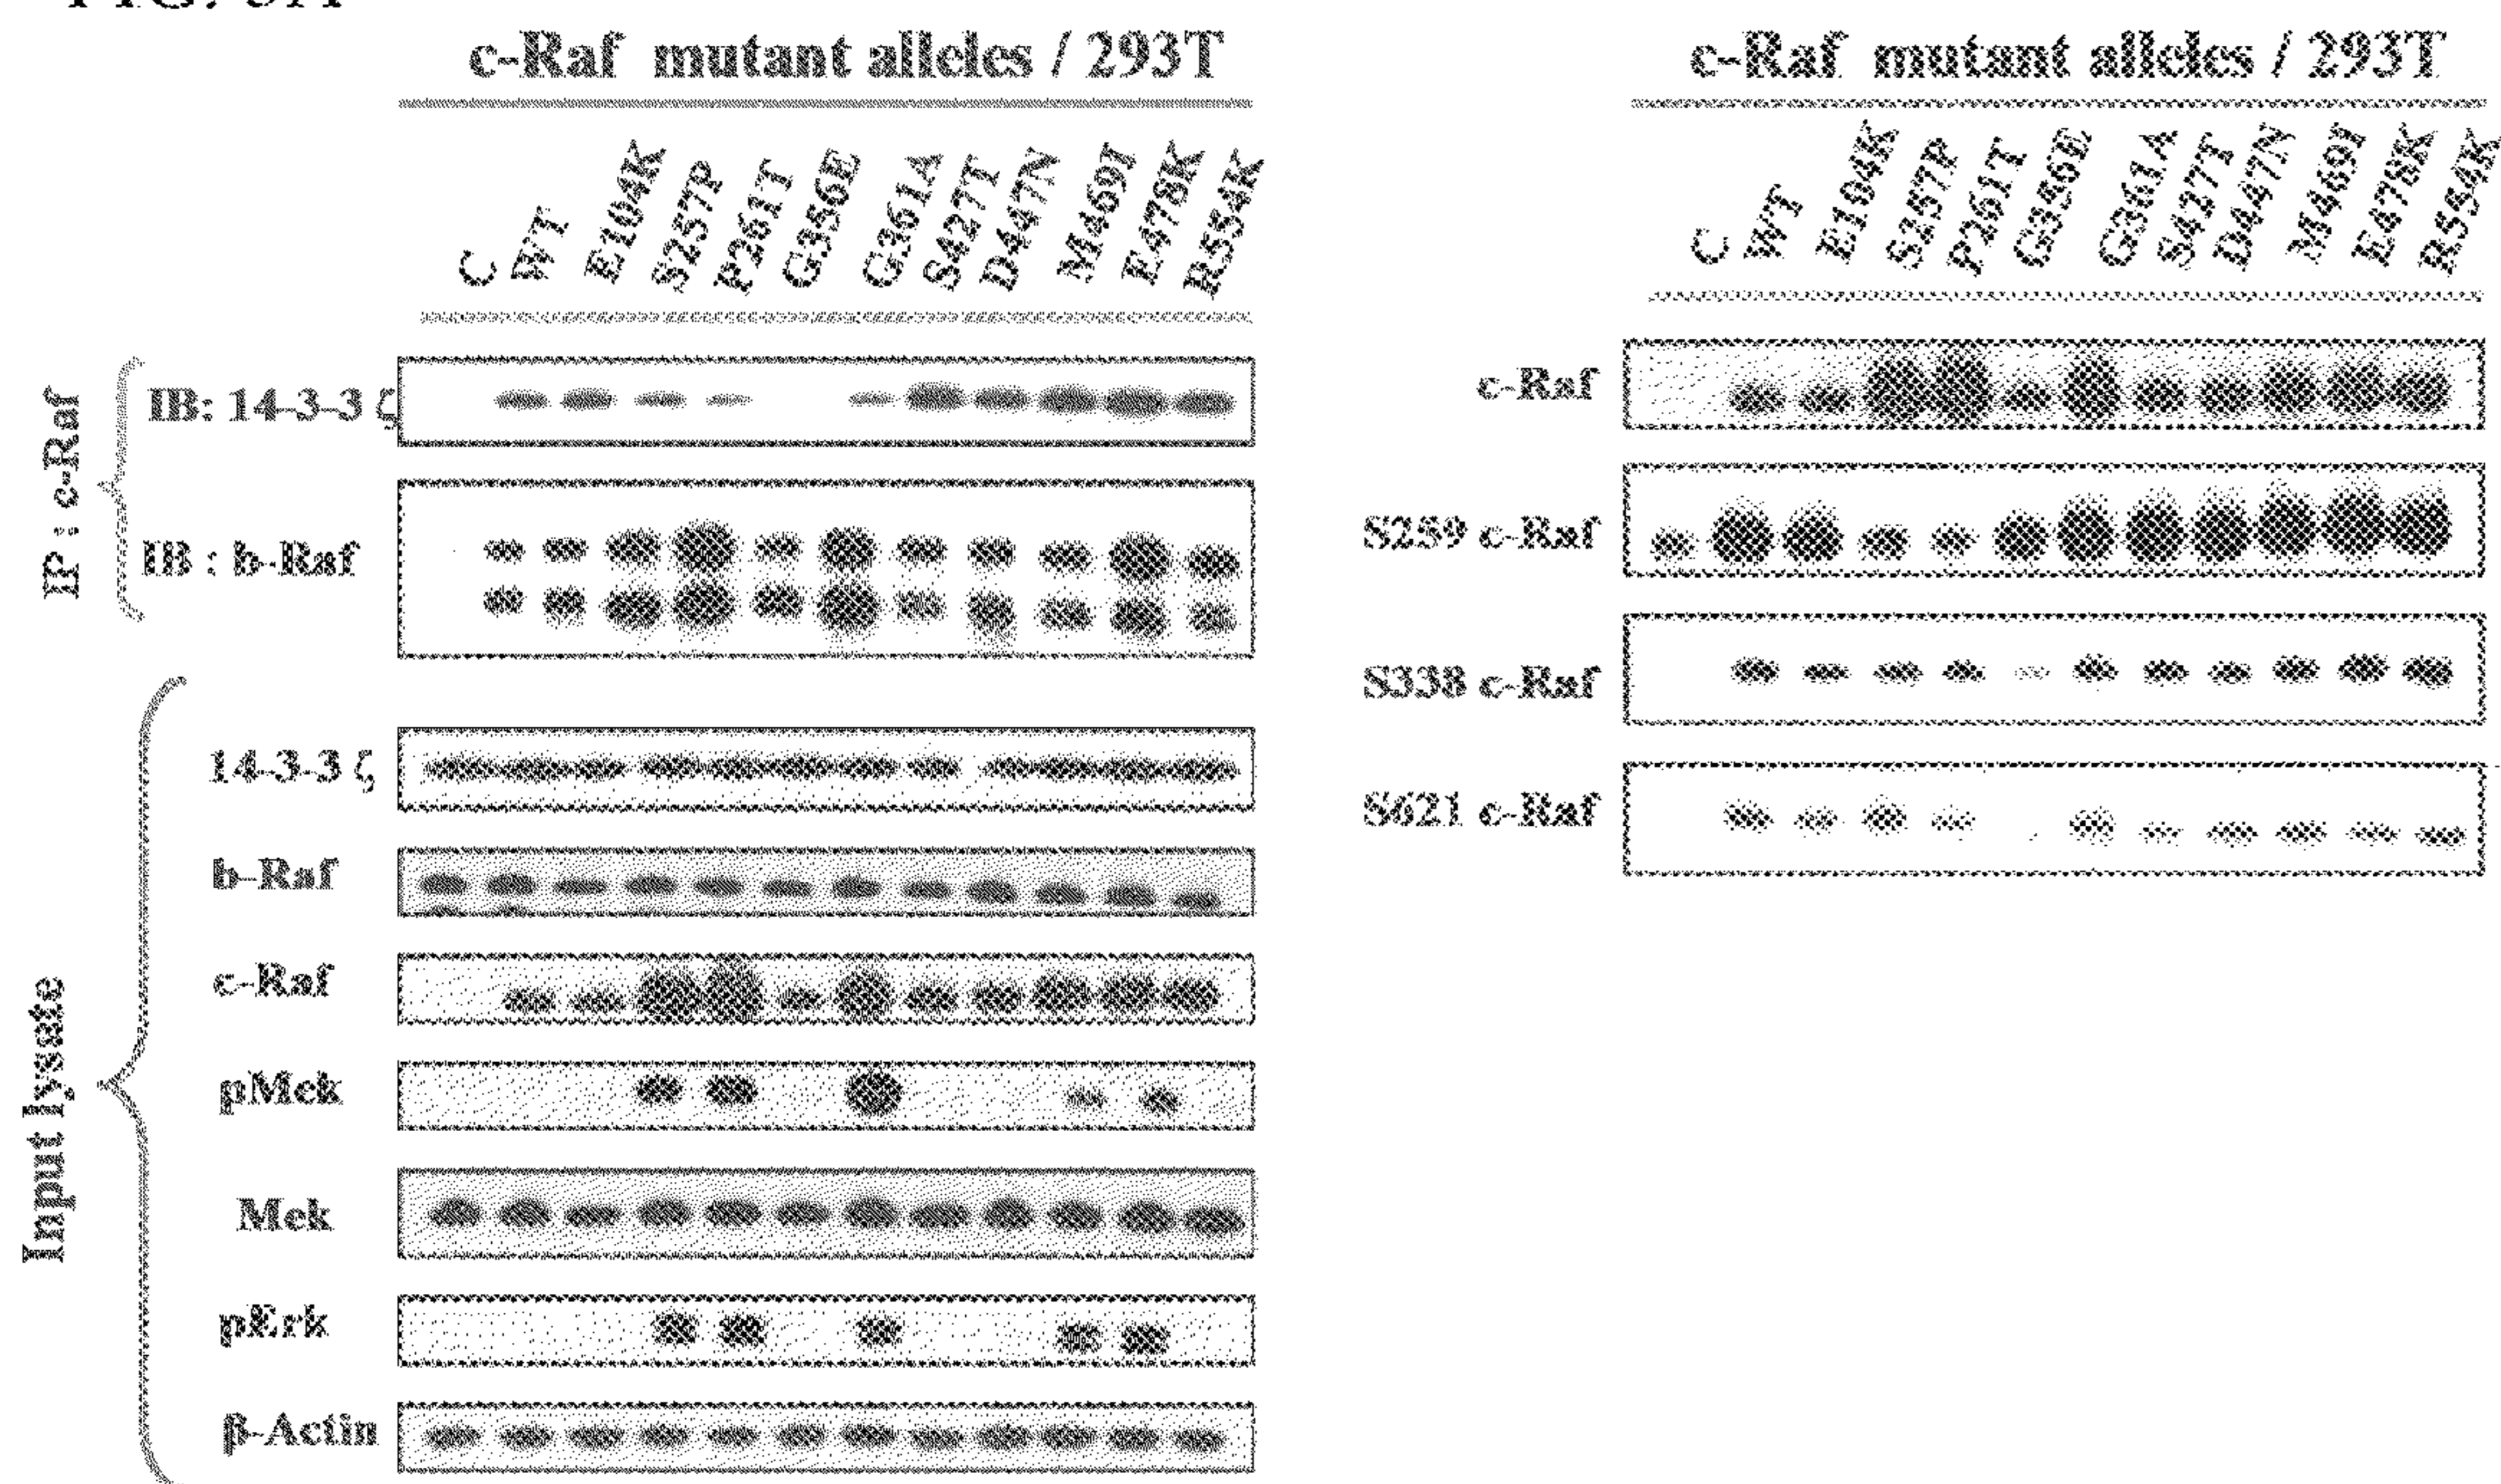 c-Raf mutant alleles / 293T
C WT E104K S257P P261T G356E G361A S427T D447N M469I E478K R554K
IP : c-Raf
IB: 14-3-3 ζ
IB : b-Raf
Input lysate
14-3-3 ζ
b-Raf
c-Raf
pMek
Mek
pErk
β-Actin
c-Raf mutant alleles / 293T
C WT E104K S257P P261T G356E G361A S427T D447N M469I E478K R554K
c-Raf
S259 c-Raf
S338 c-Raf
S621 c-Raf